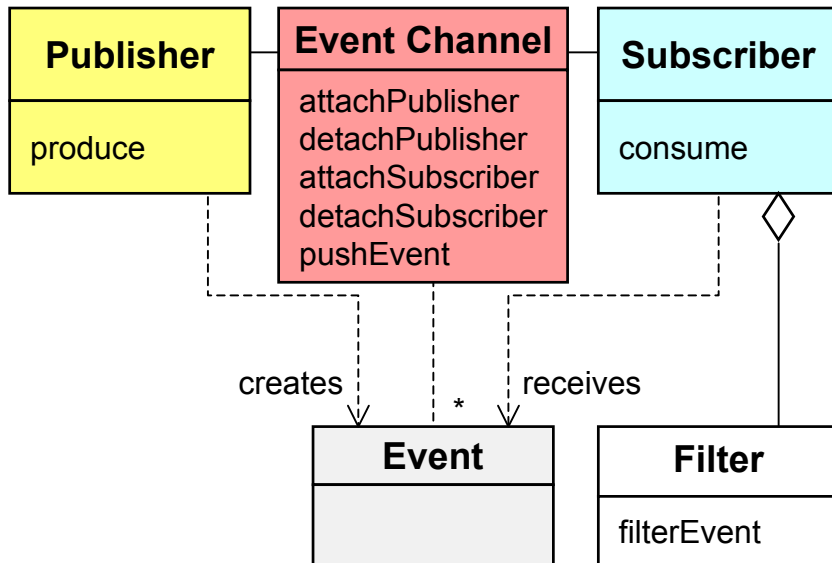 Publisher
produce
Event Channel
attachPublisher
detachPublisher
attachSubscriber
detachSubscriber
pushEvent
Subscriber
consume
creates
*
receives
Event
Filter
filterEvent